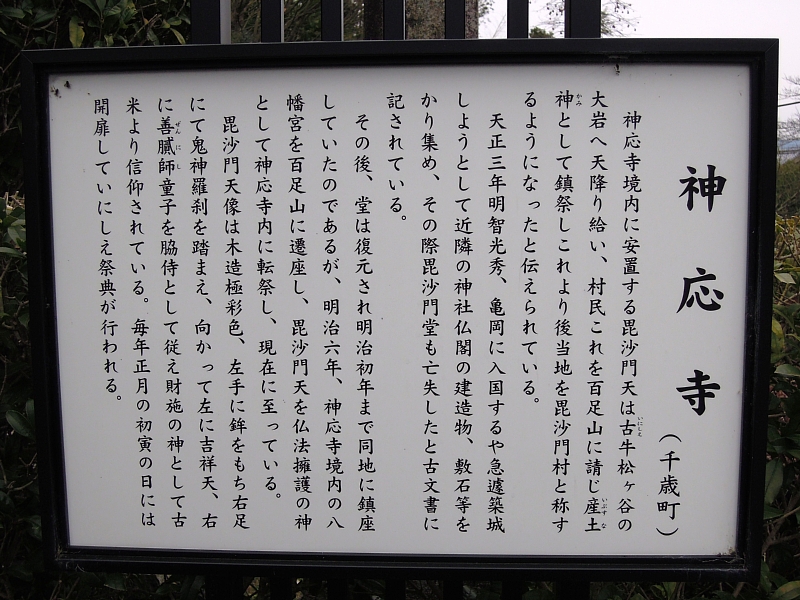 神応寺
(千歳町)
神応寺境内に安置する毘沙門天は古牛松ヶ谷の
いにしえ
大岩へ天降り給い、村民これを百足山に請じ産土
いぶすな
神として鎮祭しこれより後当地を毘沙門村と称す
かみ
るようになったと伝えられている。
天正三年明智光秀、亀岡に入国するや急遽築城
しようとして近隣の神社仏閣の建造物、敷石等を
かり集め、その際毘沙門堂も亡失したと古文書に
記されている。
その後、堂は復元され明治初年まで同地に鎮座
していたのであるが、明治六年、神応寺境内の八
幡宮を百足山に遷座し、毘沙門天を仏法擁護の神
として神応寺内に転祭し、現在に至っている。
毘沙門天像は木造極彩色、左手に鉾をもち右足
にて鬼神羅刹を踏まえ、向かって左に吉祥天、右
に善膩師童子を脇侍として従え財施の神として古
ぜんにし
米より信仰されている。毎年正月の初寅の日には
開扉していにしえ祭典が行われる。